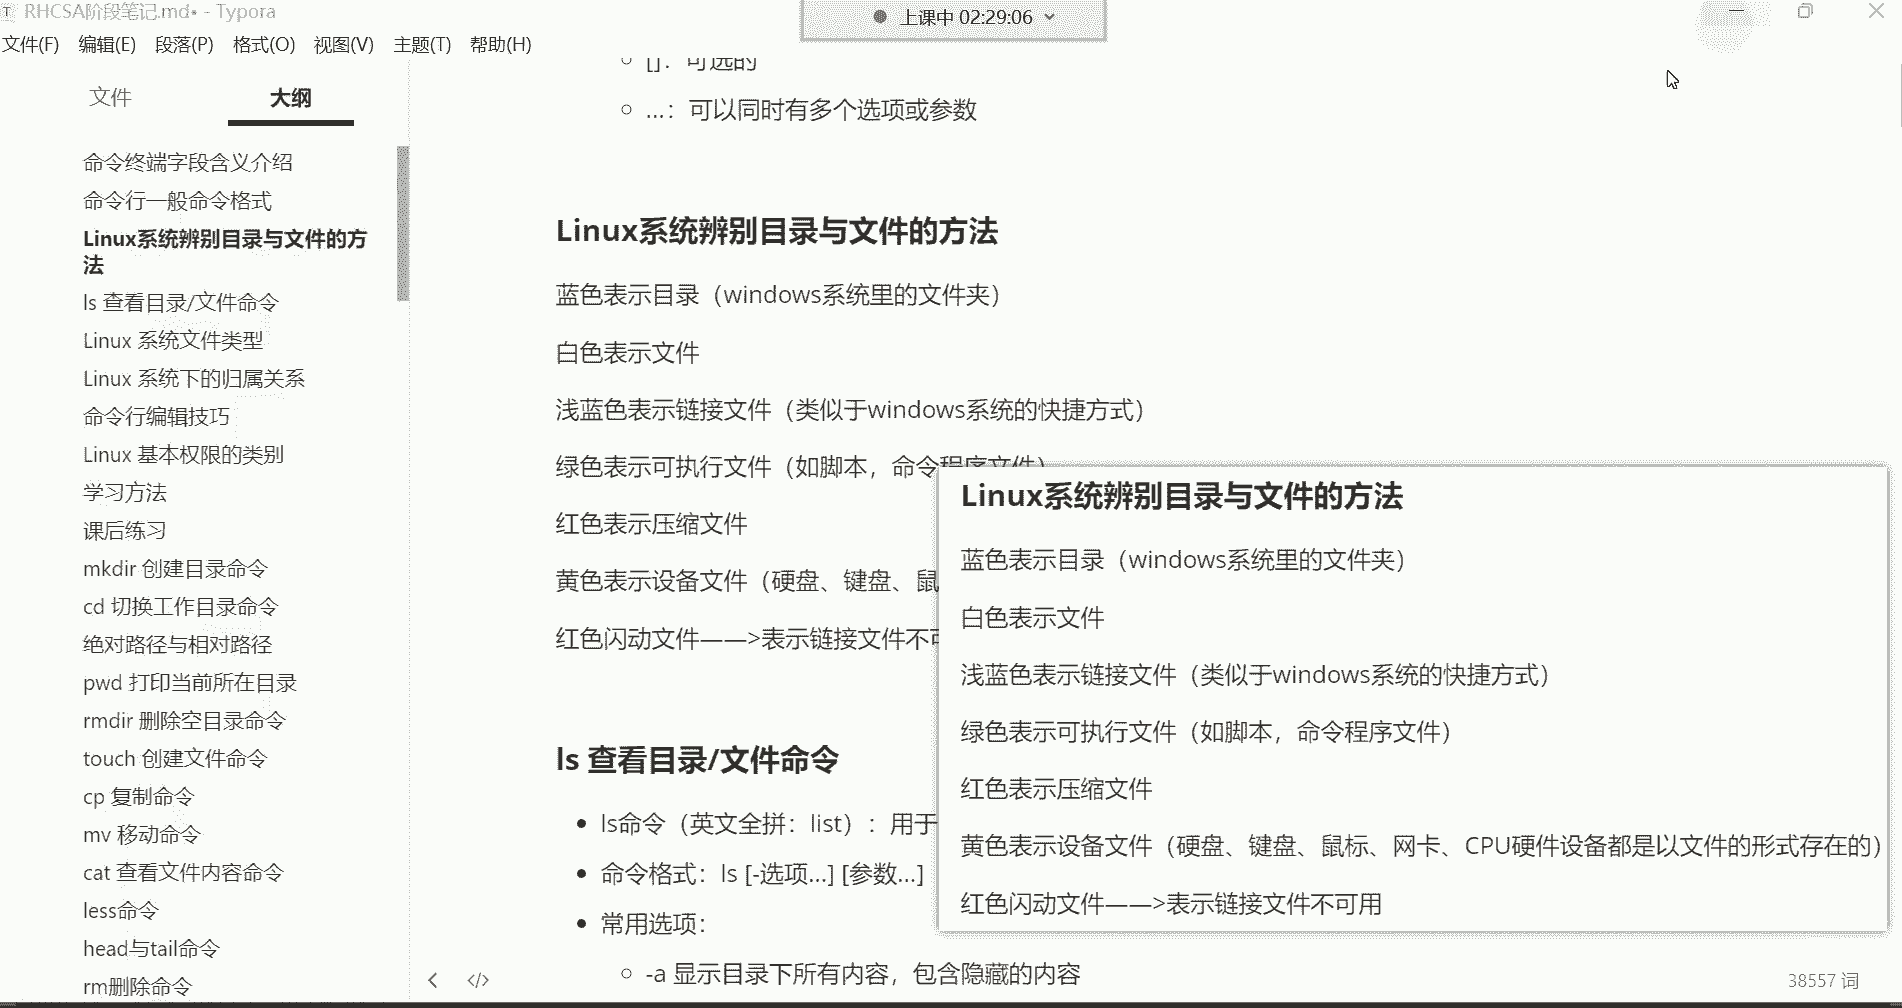 RHCSA阶段笔记.md• - Typora
上课中 02:29:06
文件(F) 编辑(E) 段落(P) 格式(O) 视图(V) 主题(T) 帮助(H)
文件 大纲
命令终端字段含义介绍
命令行一般命令格式
Linux系统辨别目录与文件的方
法
ls 查看目录/文件命令
Linux 系统文件类型
Linux 系统下的归属关系
命令行编辑技巧
Linux 基本权限的类别
学习方法
课后练习
mkdir 创建目录命令
cd 切换工作目录命令
绝对路径与相对路径
pwd 打印当前所在目录
rmdir 删除空目录命令
touch 创建文件命令
cp 复制命令
mv 移动命令
cat 查看文件内容命令
less命令
head与tail命令
rm删除命令
[]：可选的
...：可以同时有多个选项或参数
Linux系统辨别目录与文件的方法
蓝色表示目录（windows系统里的文件夹）
白色表示文件
浅蓝色表示链接文件（类似于windows系统的快捷方式）
绿色表示可执行文件（如脚本，命令程序文件）
红色表示压缩文件
黄色表示设备文件（硬盘、键盘、鼠
红色闪动文件——>表示链接文件不可
ls 查看目录/文件命令
ls命令（英文全拼：list）：用于
命令格式：ls [-选项...] [参数...]
常用选项：
-a 显示目录下所有内容，包含隐藏的内容
Linux系统辨别目录与文件的方法
蓝色表示目录（windows系统里的文件夹）
白色表示文件
浅蓝色表示链接文件（类似于windows系统的快捷方式）
绿色表示可执行文件（如脚本，命令程序文件）
红色表示压缩文件
黄色表示设备文件（硬盘、键盘、鼠标、网卡、CPU硬件设备都是以文件的形式存在的）
红色闪动文件——>表示链接文件不可用
38557 词